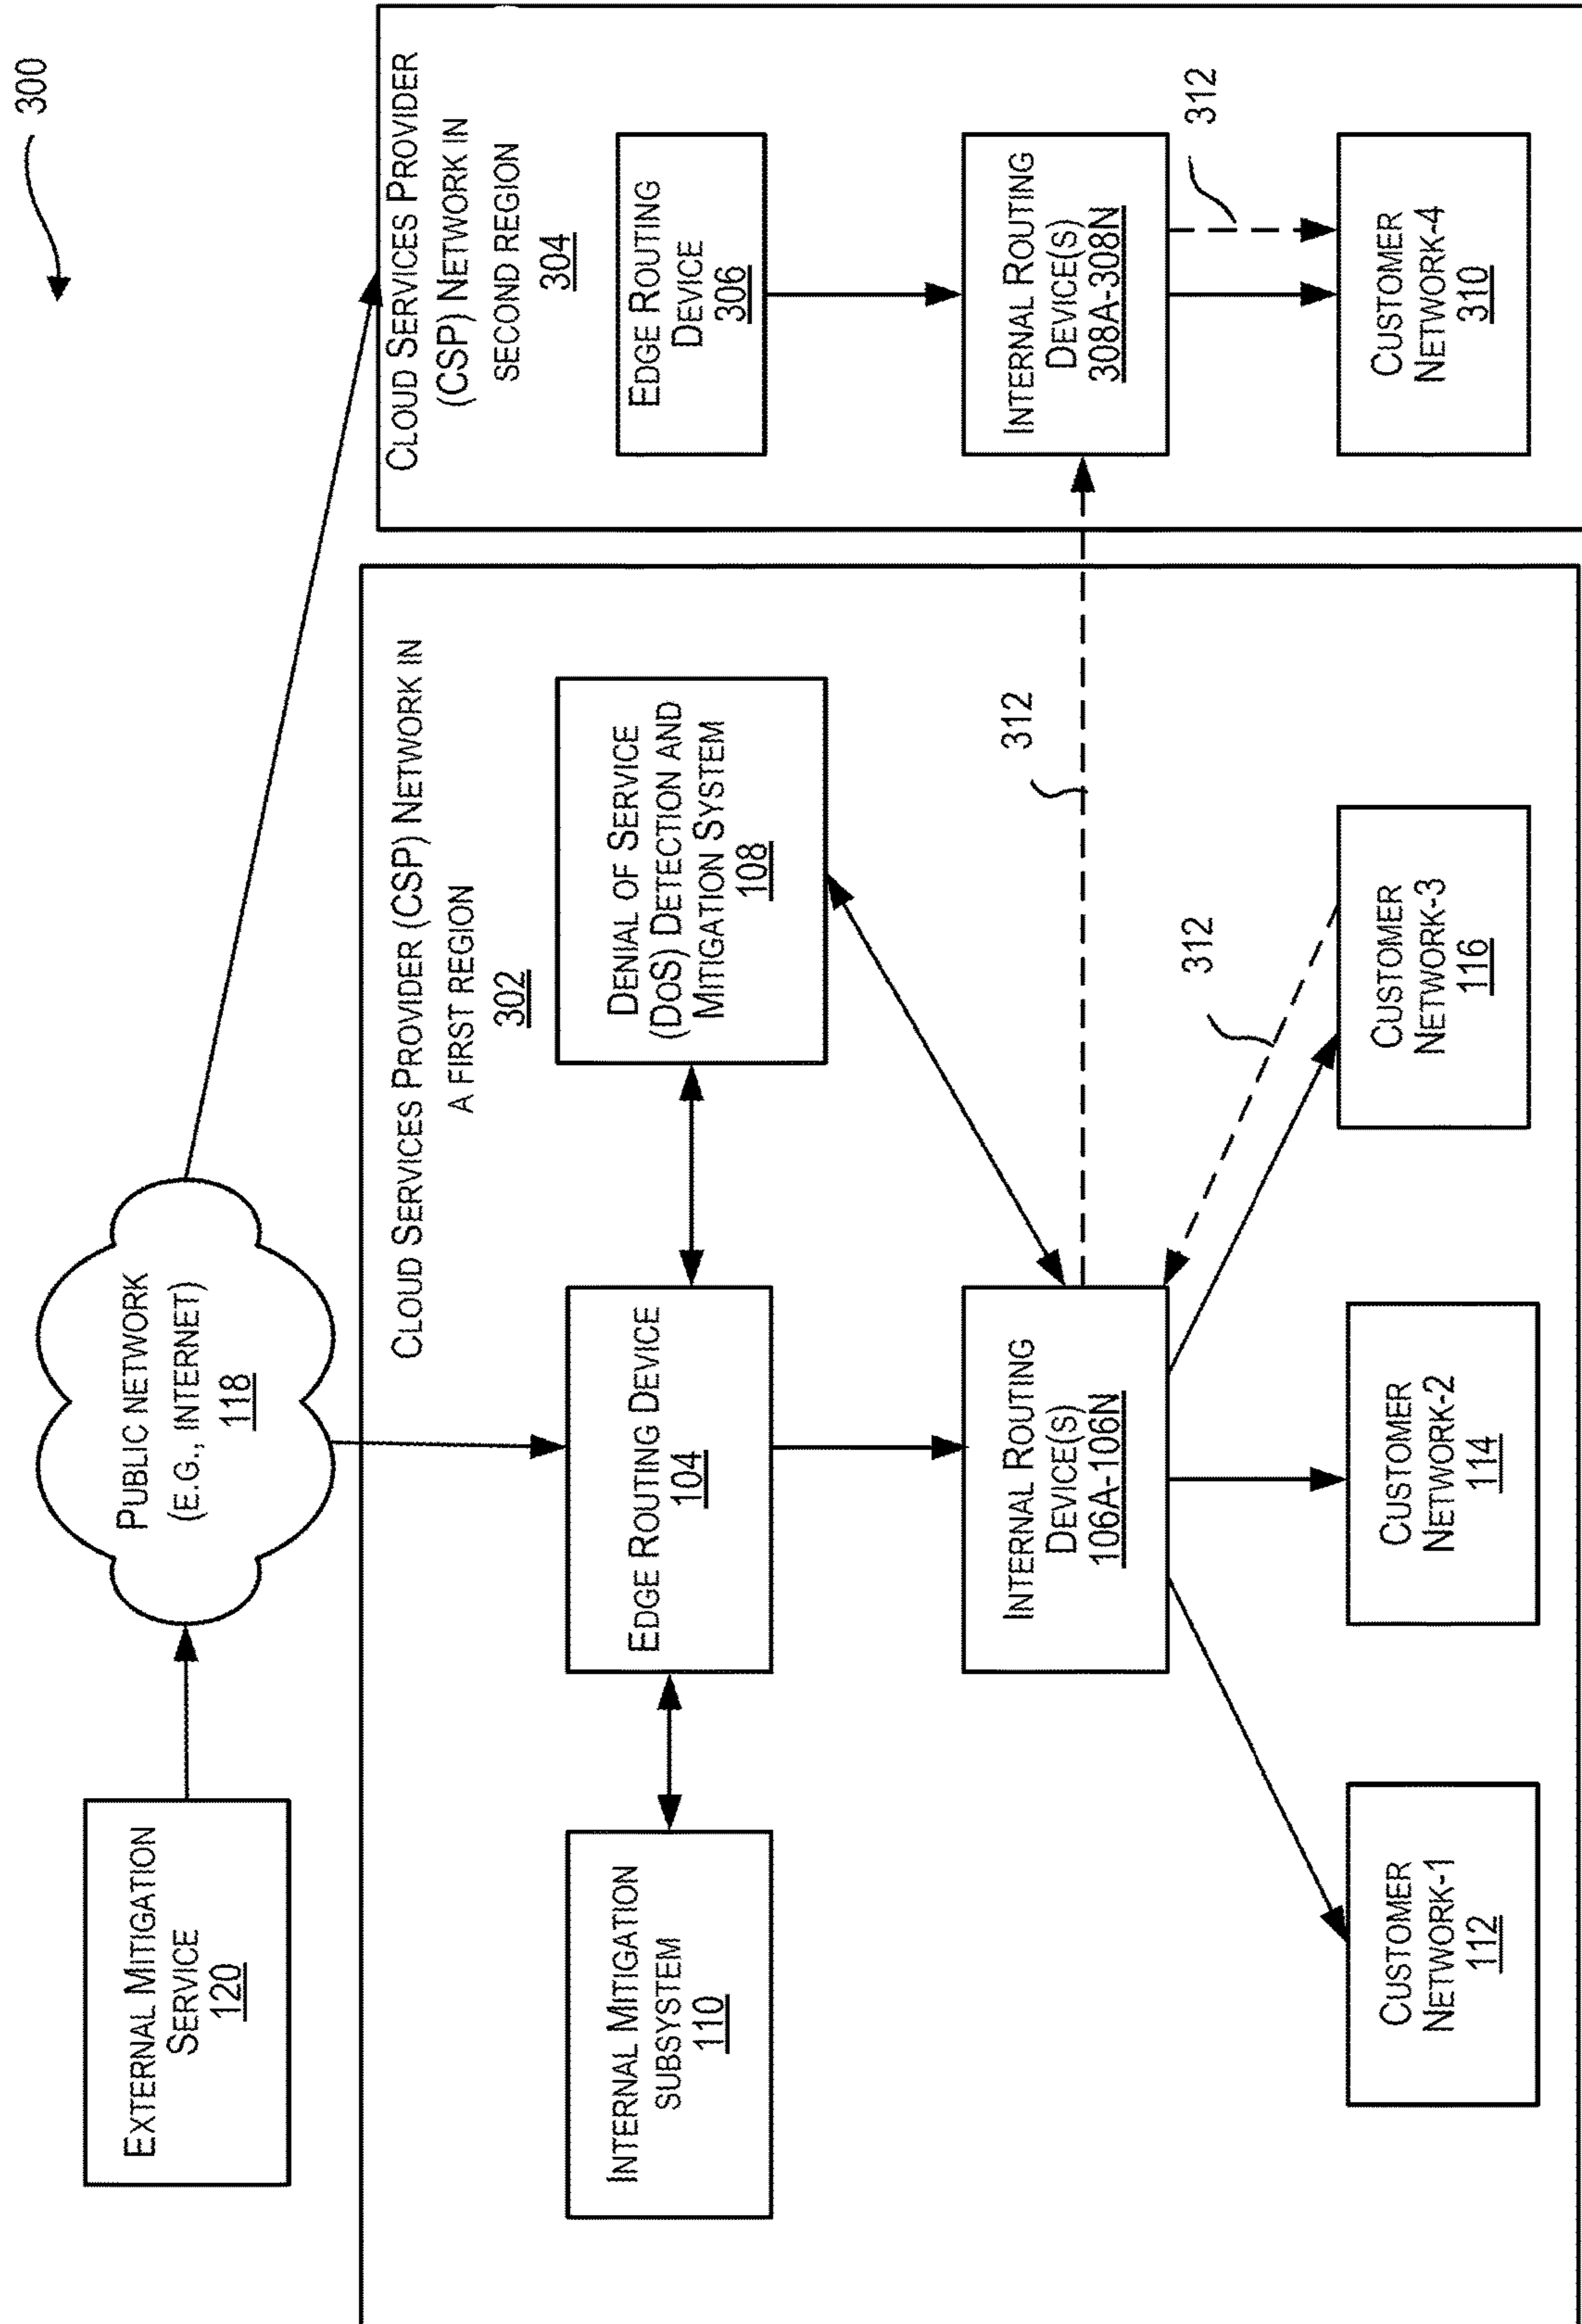 300
EXTERNAL MITIGATION
SERVICE
120
PUBLIC NETWORK
(E.G., INTERNET)
118
CLOUD SERVICES PROVIDER (CSP) NETWORK IN
A FIRST REGION
302
INTERNAL MITIGATION
SUBSYSTEM
110
EDGE ROUTING DEVICE
104
DENIAL OF SERVICE
(DOS) DETECTION AND
MITIGATION SYSTEM
108
INTERNAL ROUTING
DEVICE(S)
106A-106N
312
312
CUSTOMER
NETWORK-1
112
CUSTOMER
NETWORK-2
114
CUSTOMER
NETWORK-3
116
CLOUD SERVICES PROVIDER
(CSP) NETWORK IN
SECOND REGION
304
EDGE ROUTING
DEVICE
306
INTERNAL ROUTING
DEVICE(S)
308A-308N
312
CUSTOMER
NETWORK-4
310